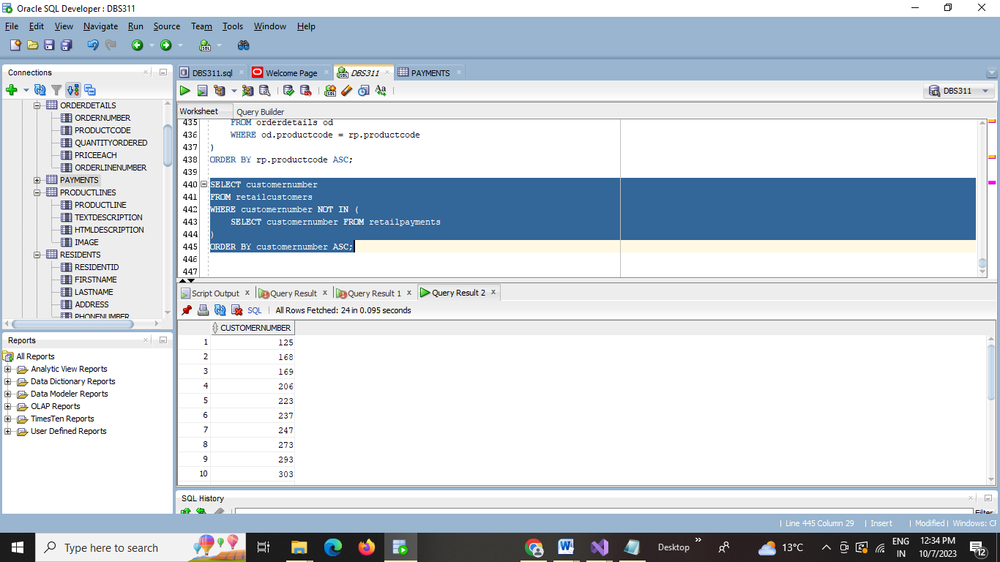 Oracle SQL Developer : DBS311
File Edit View Navigate Run Source Team Tools Window Help
Connections
ORDERDETAILS
ORDERNUMBER
PRODUCTCODE
QUANTITYORDERED
PRICEEACH
ORDERLINENUMBER
PAYMENTS
PRODUCTLINES
PRODUCTLINE
TEXTDESCRIPTION
HTMLDESCRIPTION
IMAGE
RESIDENTS
RESIDENTID
FIRSTNAME
LASTNAME
ADDRESS
PHONENUMBER
Reports
All Reports
Analytic View Reports
Data Dictionary Reports
Data Modeler Reports
OLAP Reports
TimesTen Reports
User Defined Reports
DBS311.sql Welcome Page DBS311 PAYMENTS
DBS311
Worksheet Query Builder
435 FROM orderdetails od
436 WHERE od.productcode = rp.productcode
437 )
438 ORDER BY rp.productcode ASC;
439
440 SELECT customernumber
441 FROM retailcustomers
442 WHERE customernumber NOT IN (
443 SELECT customernumber FROM retailpayments
444 )
445 ORDER BY customernumber ASC;
446
447
Script Output x Query Result x Query Result 1 x Query Result 2 x
SQL | All Rows Fetched: 24 in 0.095 seconds
CUSTOMERNUMBER
1 125
2 168
3 169
4 206
5 223
6 237
7 247
8 273
9 293
10 303
SQL History
Filter
| Line 445 Column 29 | Insert | Modified | Windows: CF
Type here to search
Desktop
13°C
ENG
IN
12:34 PM
10/7/2023
12